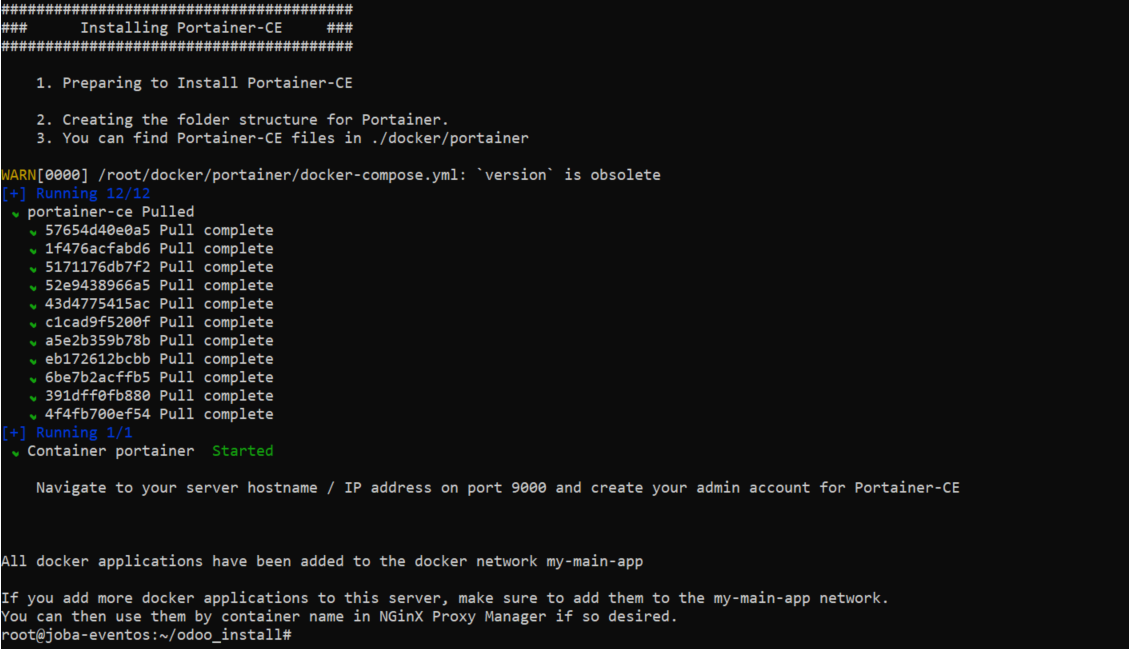 ########################################
###      Installing Portainer-CE     ###
########################################
1. Preparing to Install Portainer-CE
2. Creating the folder structure for Portainer.
3. You can find Portainer-CE files in ./docker/portainer
WARN[0000] /root/docker/portainer/docker-compose.yml: `version` is obsolete
[+] Running 12/12
✔ portainer-ce Pulled
✔ 57654d40e0a5 Pull complete
✔ 1f476acfabd6 Pull complete
✔ 5171176db7f2 Pull complete
✔ 52e9438966a5 Pull complete
✔ 43d4775415ac Pull complete
✔ c1cad9f5200f Pull complete
✔ a5e2b359b78b Pull complete
✔ eb172612bcbb Pull complete
✔ 6be7b2acffb5 Pull complete
✔ 391dff0fb880 Pull complete
✔ 4f4fb700ef54 Pull complete
[+] Running 1/1
✔ Container portainer  Started
Navigate to your server hostname / IP address on port 9000 and create your admin account for Portainer-CE
All docker applications have been added to the docker network my-main-app
If you add more docker applications to this server, make sure to add them to the my-main-app network.
You can then use them by container name in NGinX Proxy Manager if so desired.
root@joba-eventos:~/odoo_install#